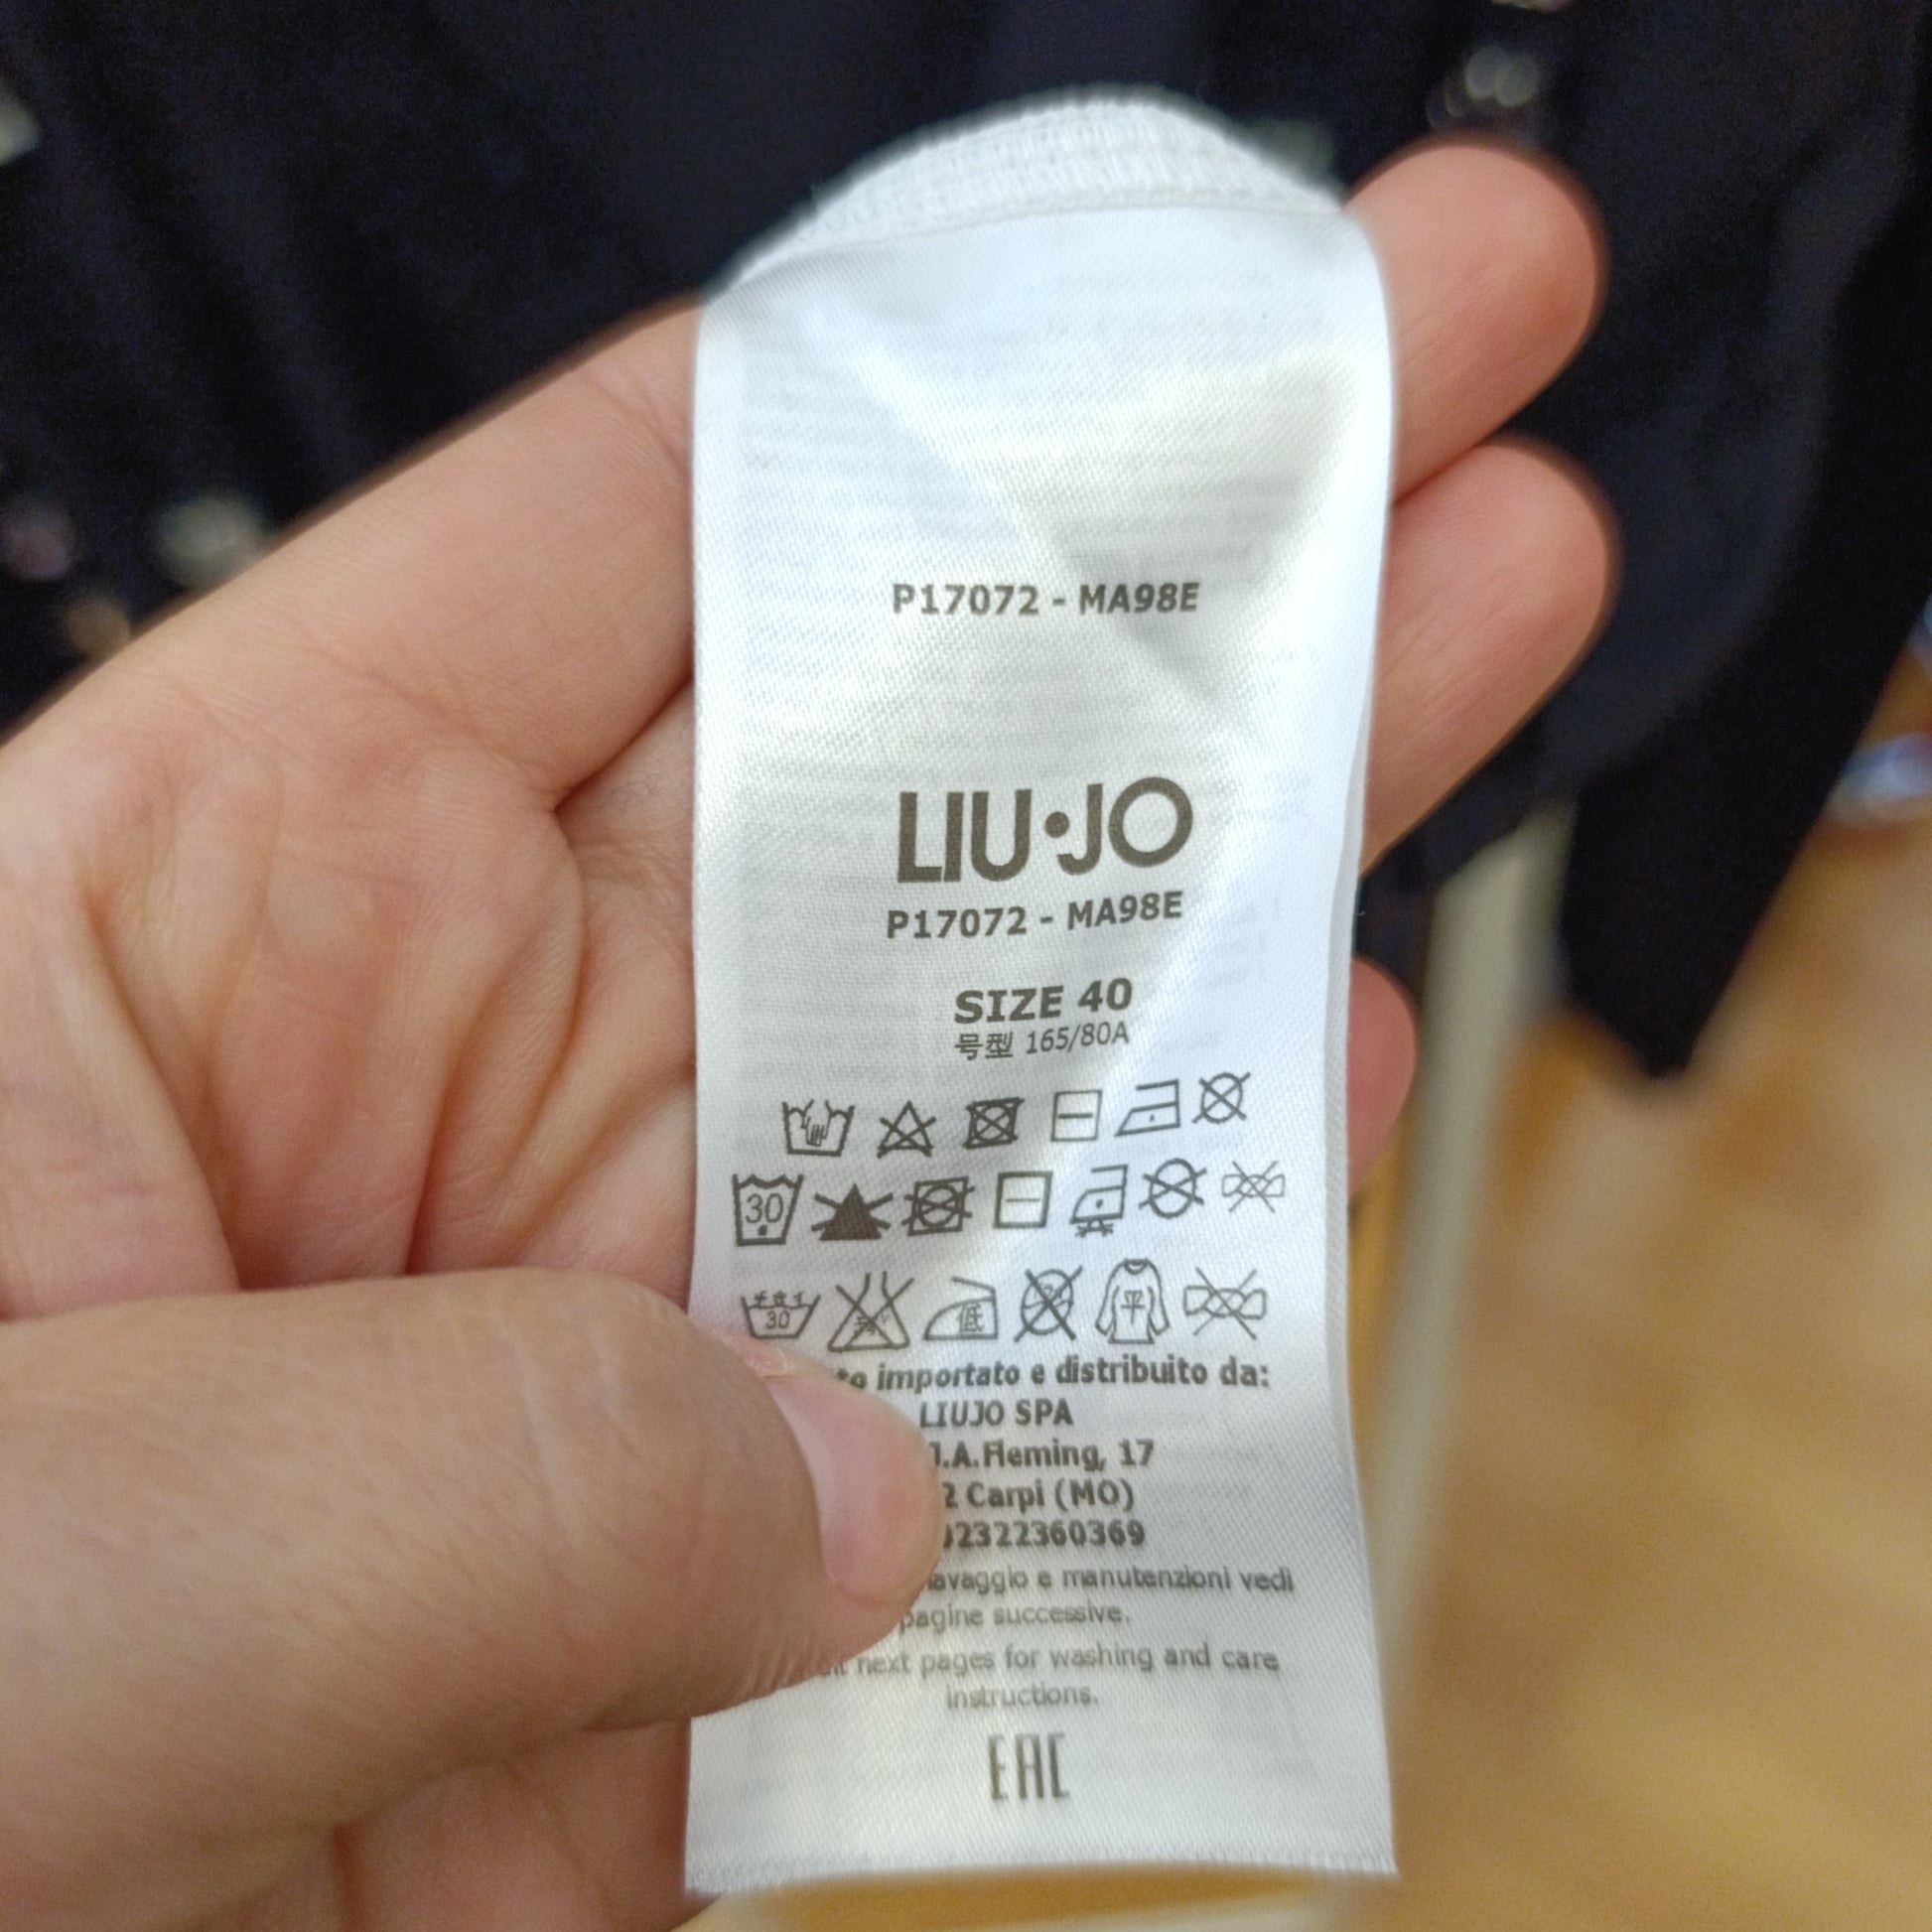 P17072 - MA98E
LIU·JO
P17072 - MA98E
SIZE 40
号型 165/80A
30
30
低
平
importato e distribuito da:
LIUJO SPA
J.A.Fleming, 17
Carpi (MO)
02322360369
lavaggio e manutenzioni vedi
pagine successive.
next pages for washing and care
instructions.
EAC